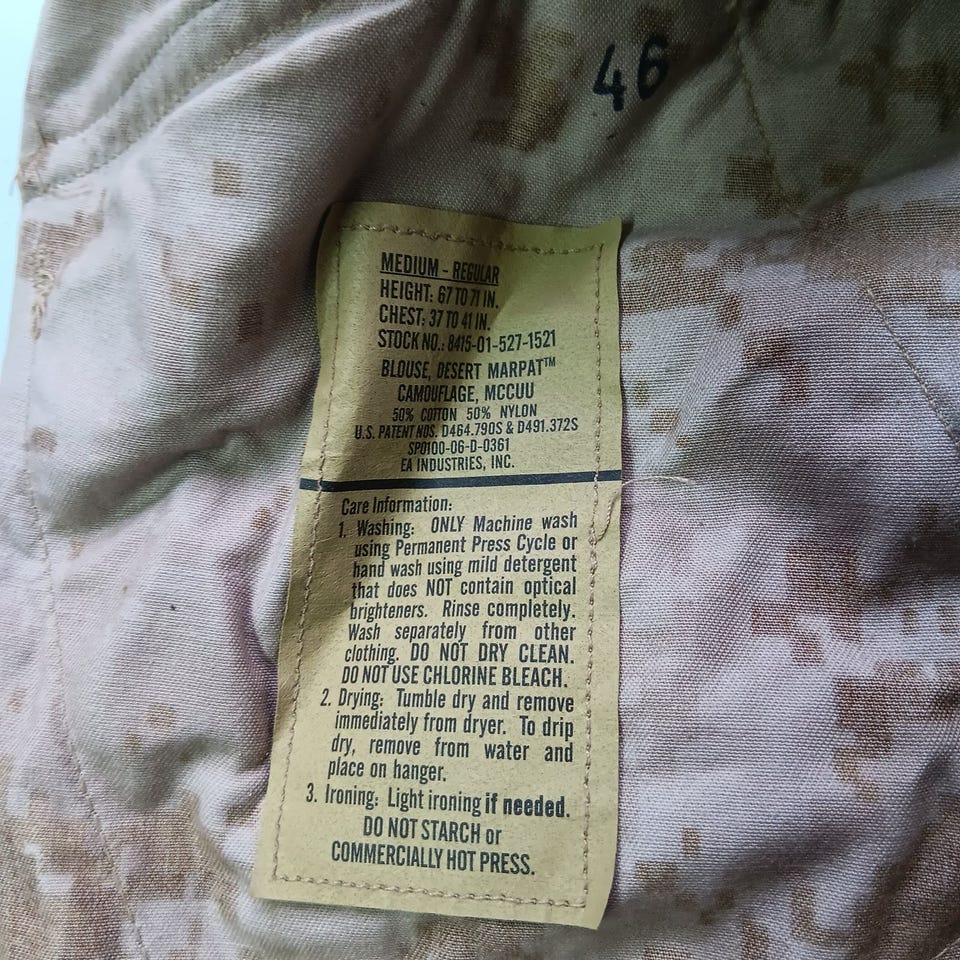 46
MEDIUM - REGULAR
HEIGHT: 67 TO 71 IN.
CHEST: 37 TO 41 IN.
STOCK NO.: 8415-01-527-1521
BLOUSE, DESERT MARPAT™
CAMOUFLAGE, MCCUU
50% COTTON 50% NYLON
U.S. PATENT NOS. D464.790S & D491.372S
SP0100-06-D-0361
EA INDUSTRIES, INC.
Care Information:
1. Washing: ONLY Machine wash
using Permanent Press Cycle or
hand wash using mild detergent
that does NOT contain optical
brighteners. Rinse completely.
Wash separately from other
clothing. DO NOT DRY CLEAN.
DO NOT USE CHLORINE BLEACH.
2. Drying: Tumble dry and remove
immediately from dryer. To drip
dry, remove from water and
place on hanger.
3. Ironing: Light ironing if needed.
DO NOT STARCH or
COMMERCIALLY HOT PRESS.